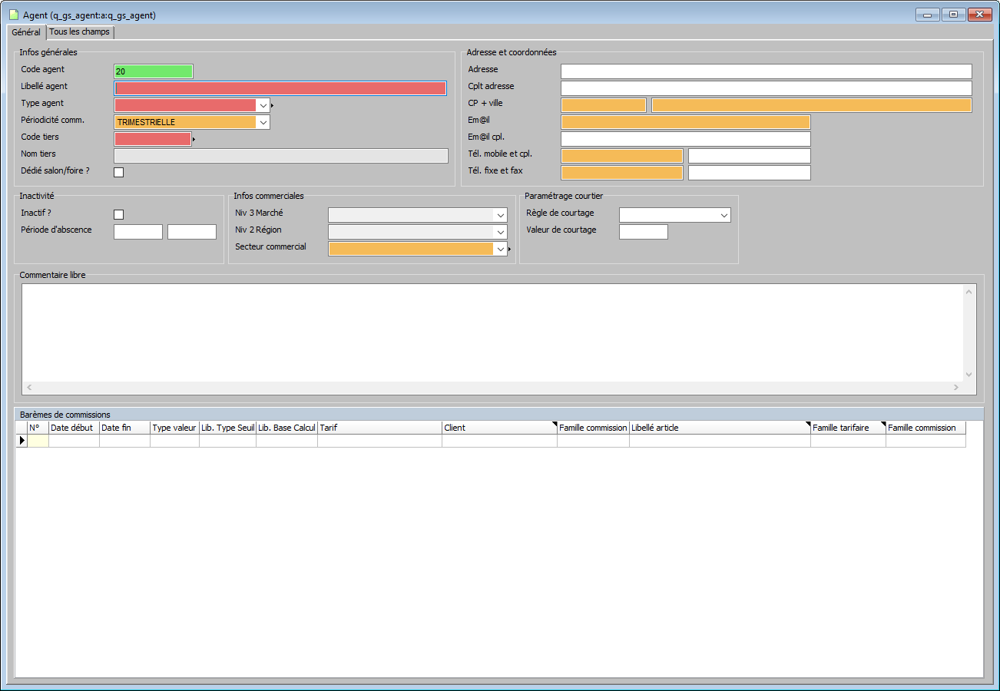 Agent (q_gs_agent:a:q_gs_agent)
Général Tous les champs
Infos générales
Code agent 20
Libellé agent
Type agent
Périodicité comm. TRIMESTRIELLE
Code tiers
Nom tiers
Dédié salon/foire ?
Adresse et coordonnées
Adresse
Cplt adresse
CP + ville
Em@il
Em@il cpl.
Tél. mobile et cpl.
Tél. fixe et fax
Inactivité
Inactif ?
Période d'abscence
Infos commerciales
Niv 3 Marché
Niv 2 Région
Secteur commercial
Paramétrage courtier
Règle de courtage
Valeur de courtage
Commentaire libre
Barèmes de commissions
N° Date début Date fin Type valeur Lib. Type Seuil Lib. Base Calcul Tarif Client Famille commission Libellé article Famille tarifaire Famille commission